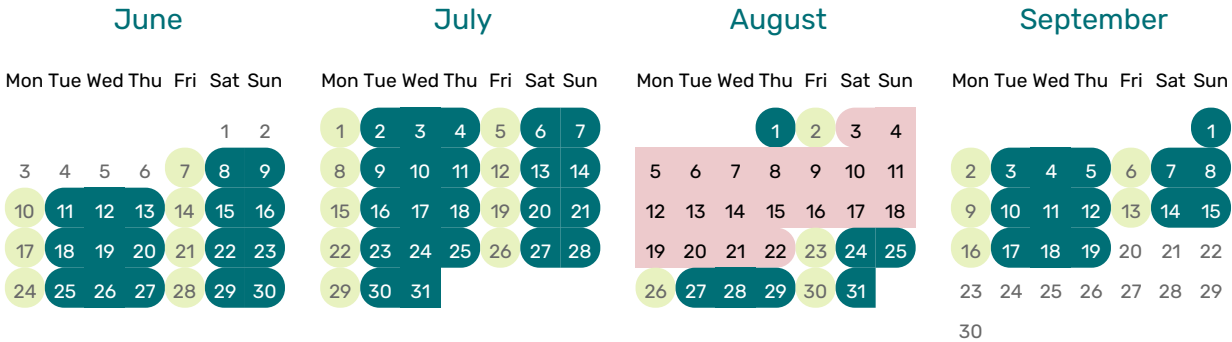 June July August September
Mon Tue Wed Thu Fri Sat Sun Mon Tue Wed Thu Fri Sat Sun Mon Tue Wed Thu Fri Sat Sun Mon Tue Wed Thu Fri Sat Sun
1 2 1 2 3 4 5 6 7 1 2 3 4 1
3 4 5 6 7 8 9 8 9 10 11 12 13 14 5 6 7 8 9 10 11 2 3 4 5 6 7 8
10 11 12 13 14 15 16 15 16 17 18 19 20 21 12 13 14 15 16 17 18 9 10 11 12 13 14 15
17 18 19 20 21 22 23 22 23 24 25 26 27 28 19 20 21 22 23 24 25 16 17 18 19 20 21 22
24 25 26 27 28 29 30 29 30 31 26 27 28 29 30 31 23 24 25 26 27 28 29
30